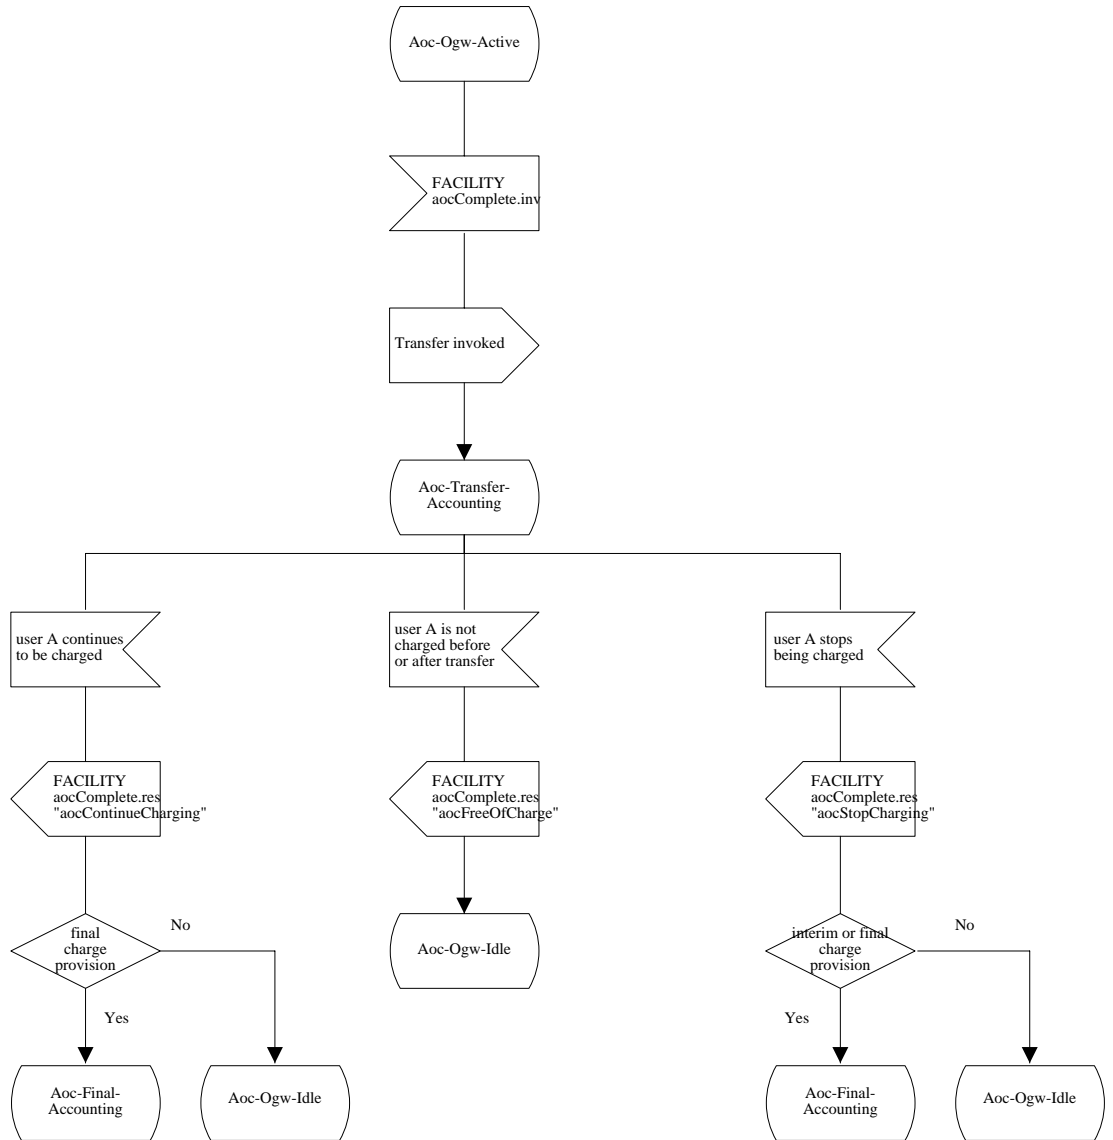 Aoc-Ogw-Active
FACILITY
aocComplete.inv
Transfer invoked
Aoc-Transfer-
Accounting
user A continues
to be charged
user A is not
charged before
or after transfer
user A stops
being charged
FACILITY
aocComplete.res
"aocContinueCharging"
FACILITY
aocComplete.res
"aocFreeOfCharge"
FACILITY
aocComplete.res
"aocStopCharging"
final
charge
provision
No
Yes
Aoc-Ogw-Idle
interim or final
charge
provision
No
Yes
Aoc-Final-
Accounting
Aoc-Ogw-Idle
Aoc-Final-
Accounting
Aoc-Ogw-Idle